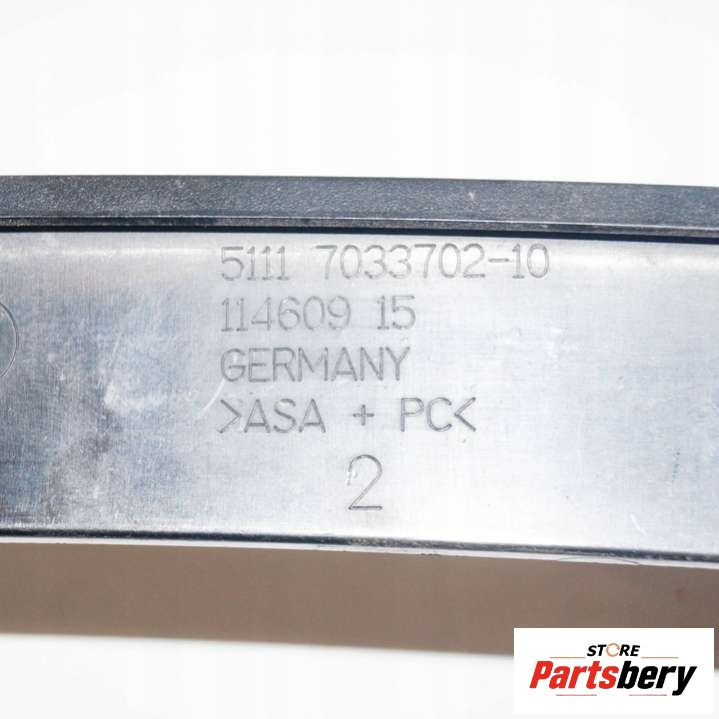 5111 7033702-10
114609 15
GERMANY
>ASA + PC<
2
STORE
Partsbery